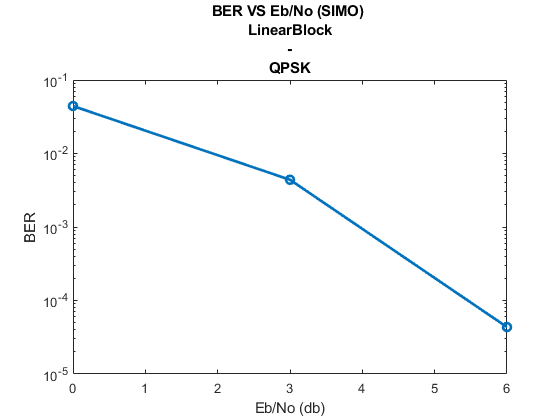 BER VS Eb/No (SIMO)
LinearBlock
-
QPSK
10-1
10-2
10-3
10-4
10-5
BER
0 1 2 3 4 5 6
Eb/No (db)